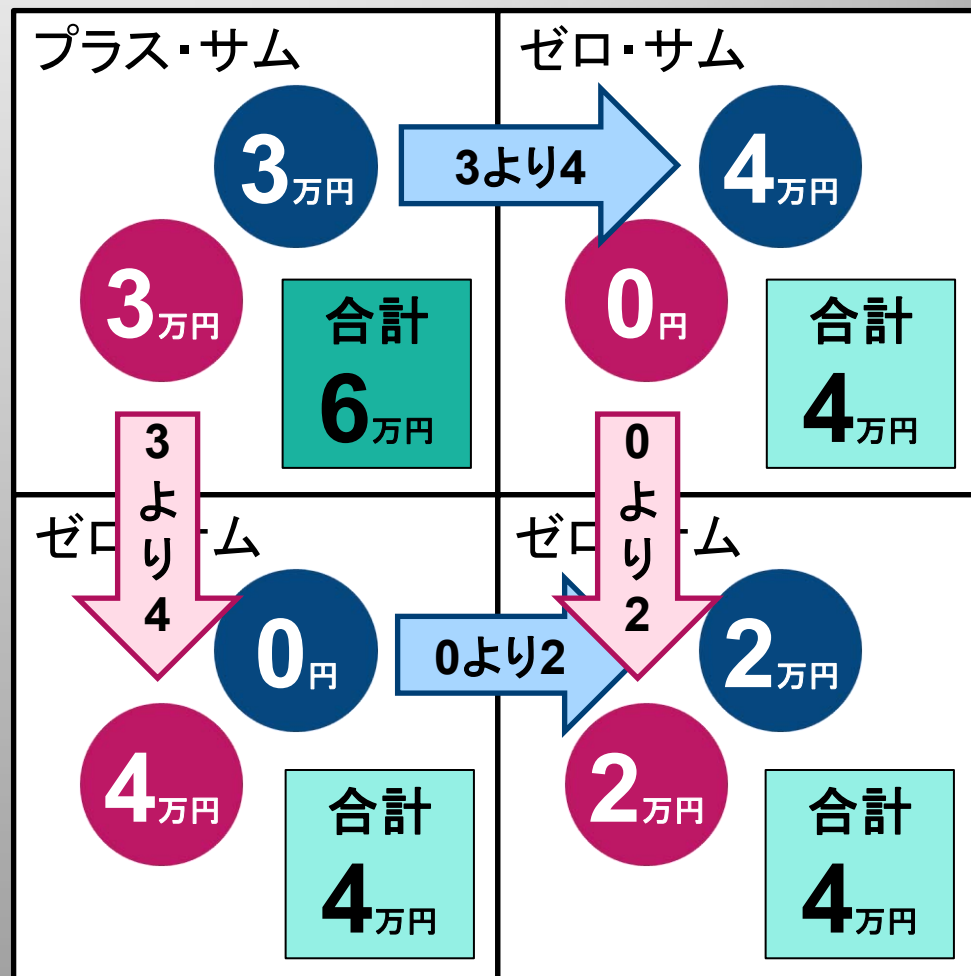 プラス・サム
3万円
3より4
3万円
合計
6万円
ゼロ・サム
4万円
0円
合計
4万円
3より4
0より2
ゼロ
ム
0円
0より2
4万円
合計
4万円
ゼロ
ム
2万円
2万円
合計
4万円